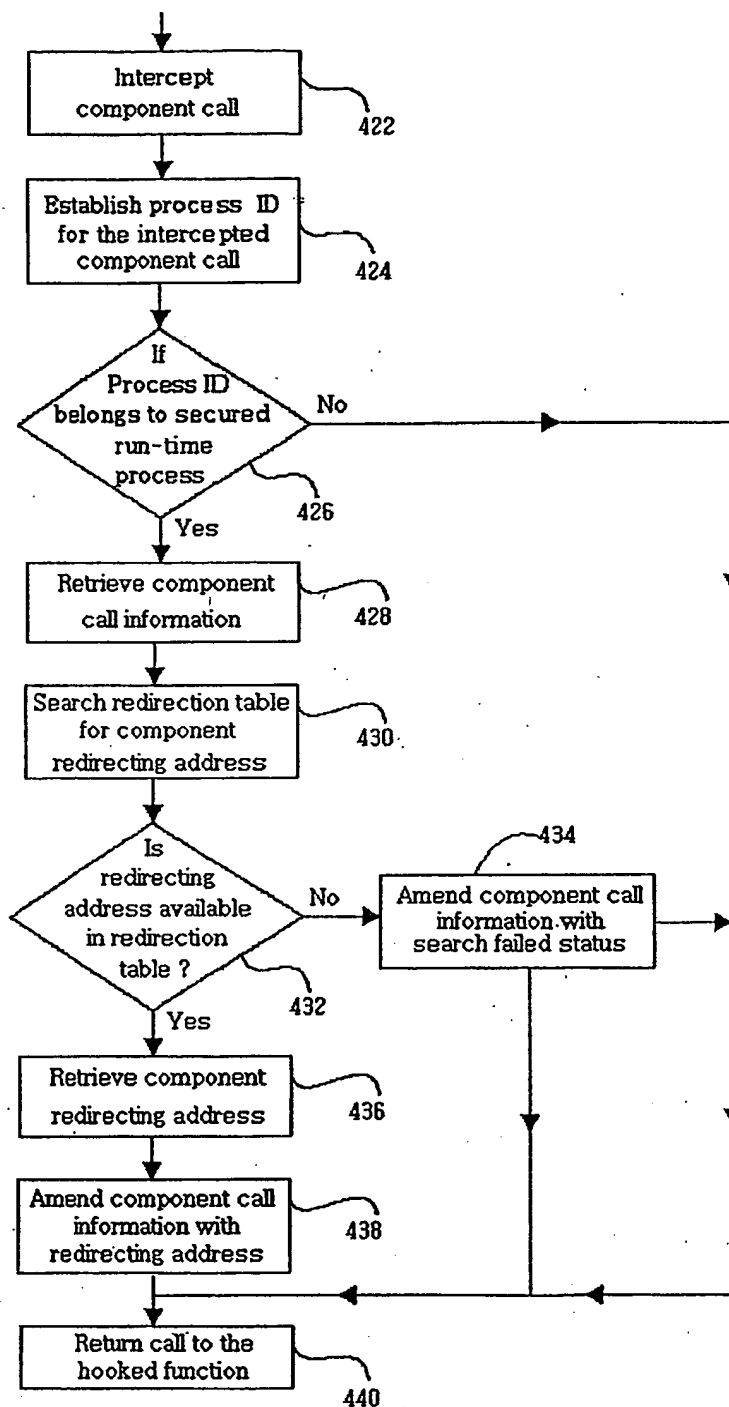 Intercept
component call
422
Establish process ID
for the intercepted
component call
424
If
Process ID
belongs to secured
run-time
process
No
426
Yes
Retrieve component
call information
428
Search redirection table
for component
redirecting address
430
Is
redirecting
address available
in redirection
table ?
No
432
434
Amend component call
information with
search failed status
Yes
Retrieve component
redirecting address
436
Amend component call
information with
redirecting address
438
Return call to the
hooked function
440